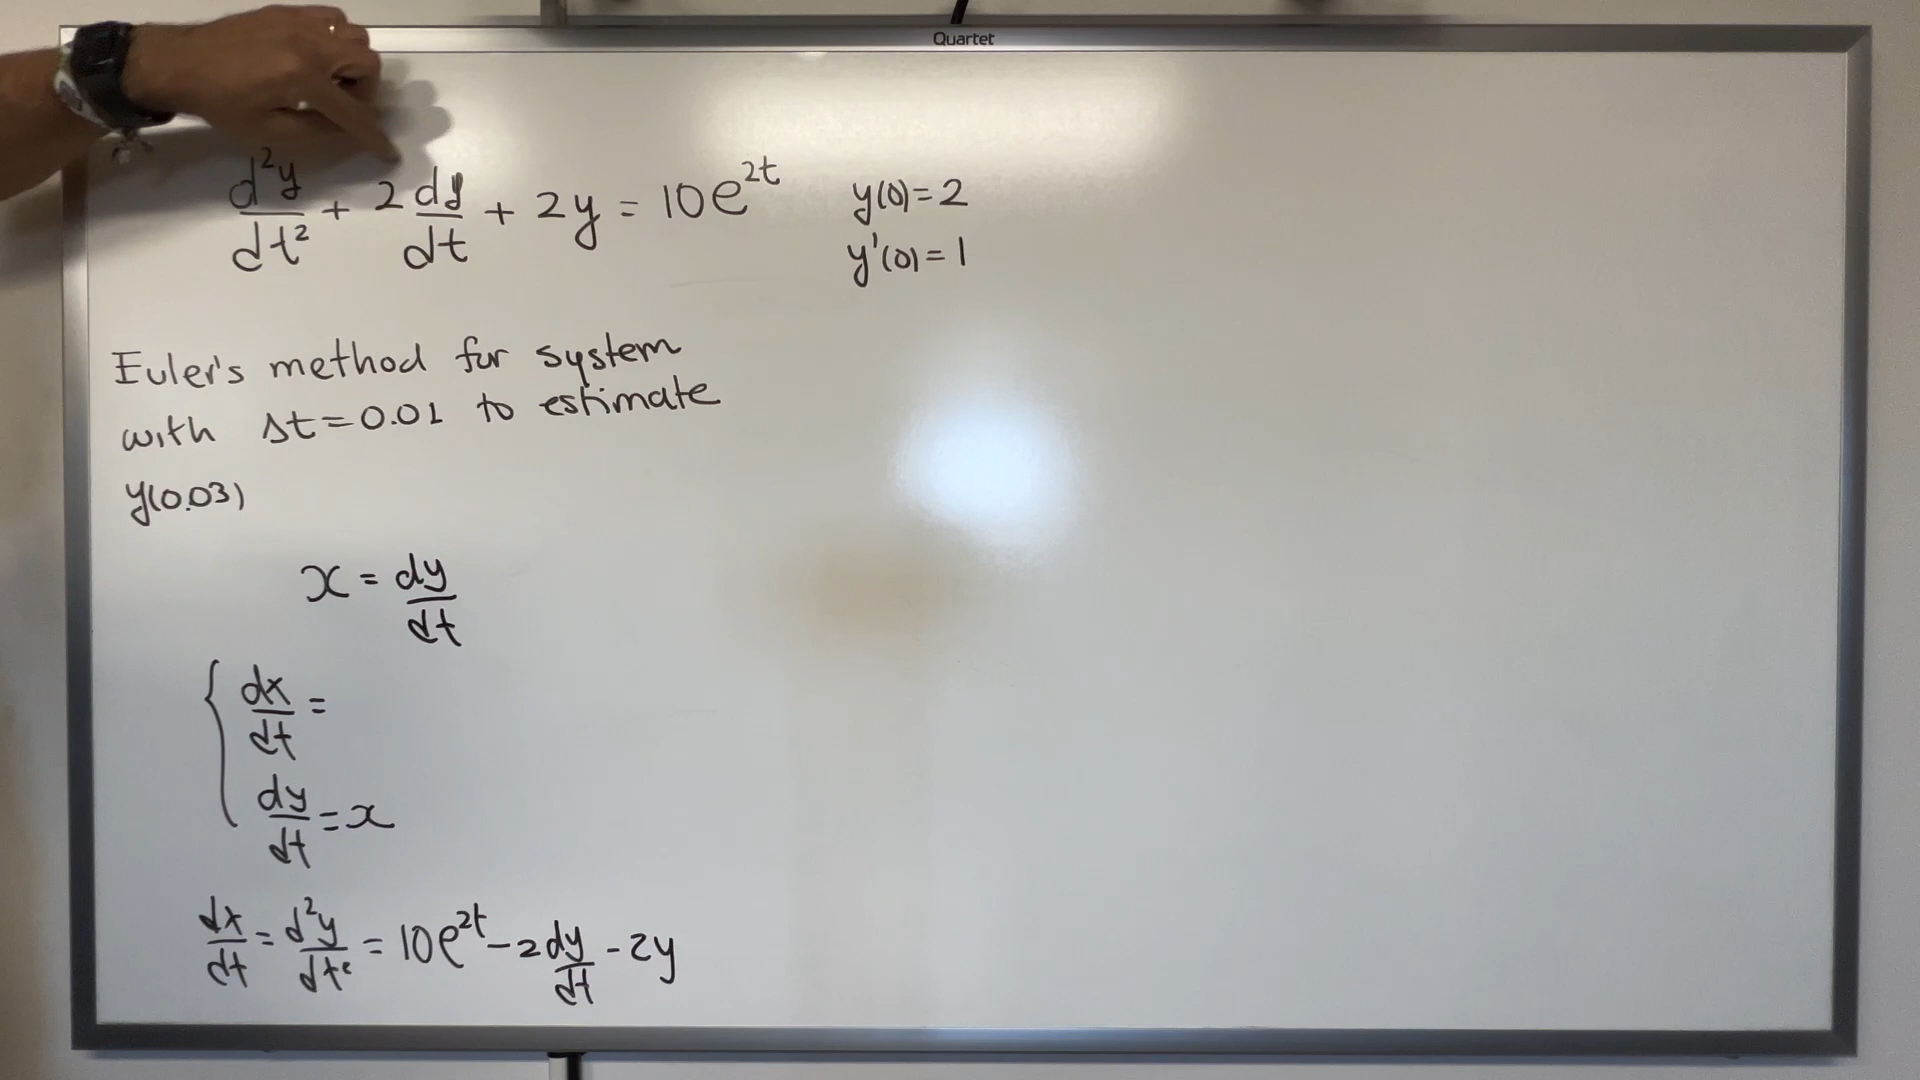 Quartet
d²y/dt² + 2 dy/dt + 2y = 10e^{2t}
y(0) = 2
y'(0) = 1
Euler's method for system
with Δt = 0.01 to estimate
y(0.03)
x = dy/dt
{ dx/dt =
dy/dt = x
dx/dt = d²y/dt² = 10e^{2t} - 2 dy/dt - 2y